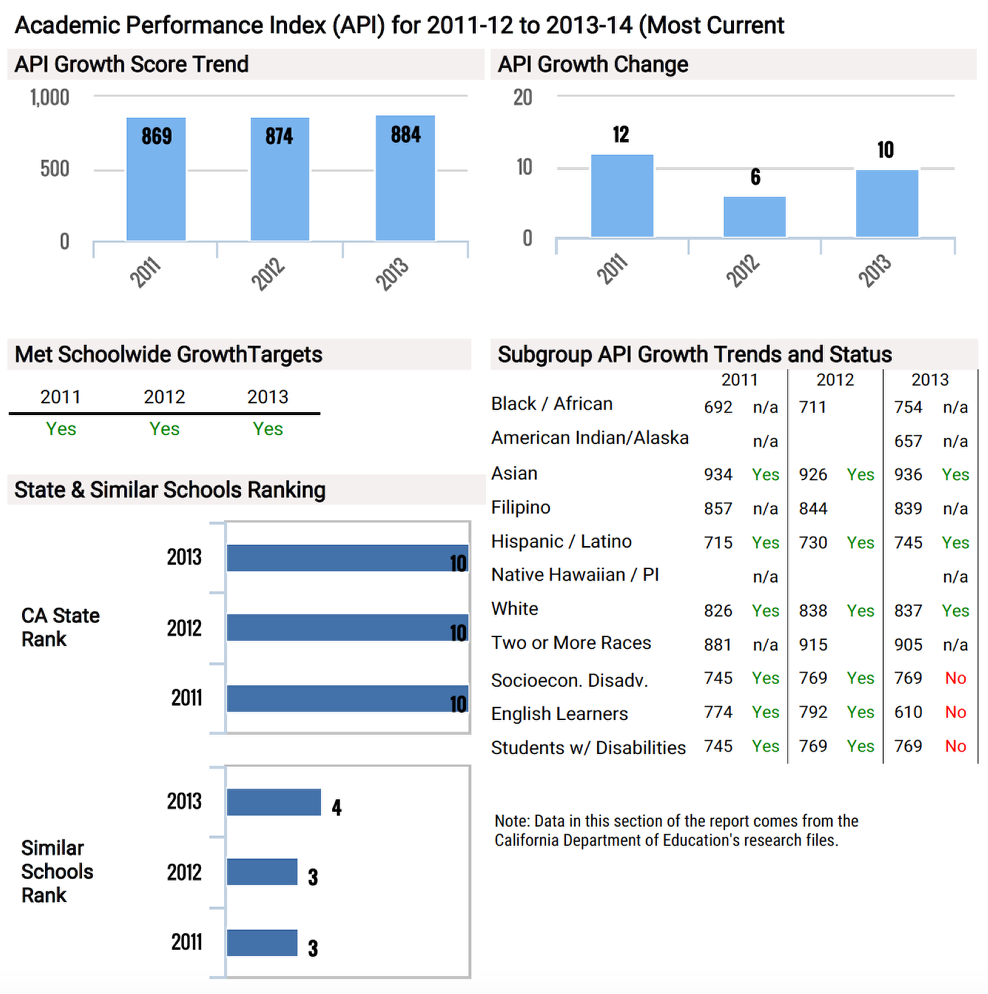 Academic Performance Index (API) for 2011-12 to 2013-14 (Most Current
API Growth Score Trend
1,000
500
0
869
874
884
2011
2012
2013
API Growth Change
20
10
0
12
6
10
2011
2012
2013
Met Schoolwide GrowthTargets
2011 2012 2013
Yes Yes Yes
State & Similar Schools Ranking
CA State
Rank
2013 10
2012 10
2011 10
Similar
Schools
Rank
2013 4
2012 3
2011 3
Subgroup API Growth Trends and Status
2011 2012 2013
Black / African 692 n/a 711 754 n/a
American Indian/Alaska n/a 657 n/a
Asian 934 Yes 926 Yes 936 Yes
Filipino 857 n/a 844 839 n/a
Hispanic / Latino 715 Yes 730 Yes 745 Yes
Native Hawaiian / PI n/a n/a
White 826 Yes 838 Yes 837 Yes
Two or More Races 881 n/a 915 905 n/a
Socioecon. Disadv. 745 Yes 769 Yes 769 No
English Learners 774 Yes 792 Yes 610 No
Students w/ Disabilities 745 Yes 769 Yes 769 No
Note: Data in this section of the report comes from the
California Department of Education's research files.